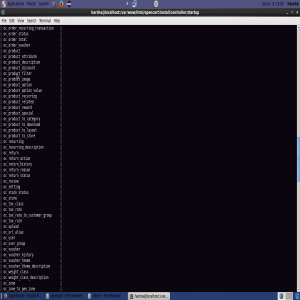 Applications Places System
harsha
harsha@localhost:/var/www/html/opencart/install/controller/startup
File Edit View Search Terminal Help
| oc_order_recurring_transaction |
| oc_order_status |
| oc_order_total |
| oc_order_voucher |
| oc_product |
| oc_product_attribute |
| oc_product_description |
| oc_product_discount |
| oc_product_filter |
| oc_product_image |
| oc_product_option |
| oc_product_option_value |
| oc_product_recurring |
| oc_product_related |
| oc_product_reward |
| oc_product_special |
| oc_product_to_category |
| oc_product_to_download |
| oc_product_to_layout |
| oc_product_to_store |
| oc_recurring |
| oc_recurring_description |
| oc_return |
| oc_return_action |
| oc_return_history |
| oc_return_reason |
| oc_return_status |
| oc_review |
| oc_setting |
| oc_stock_status |
| oc_store |
| oc_tax_class |
| oc_tax_rate |
| oc_tax_rate_to_customer_group |
| oc_tax_rule |
| oc_upload |
| oc_url_alias |
| oc_user |
| oc_user_group |
| oc_voucher |
| oc_voucher_history |
| oc_voucher_theme |
| oc_voucher_theme_description |
| oc_weight_class |
| oc_weight_class_description |
| oc_zone |
| oc_zone_to_geo_zone |
harsha@localhost:/var/...